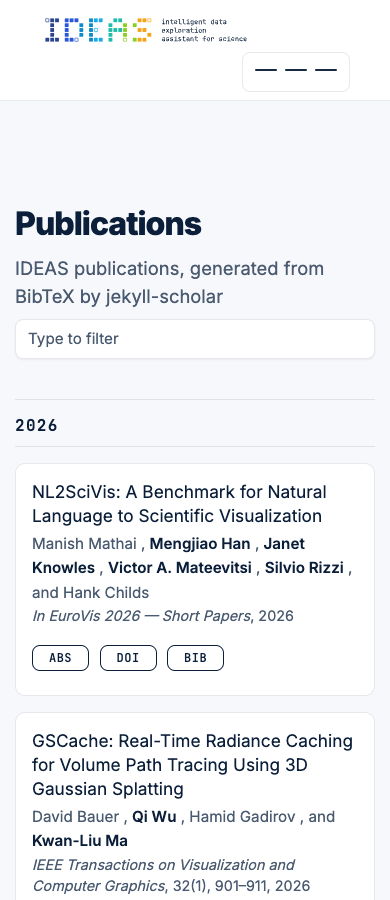 IDEAS
intelligent data
exploration
assistant for science
Publications
IDEAS publications, generated from
BibTeX by jekyll-scholar
Type to filter
2026
NL2SciVis: A Benchmark for Natural
Language to Scientific Visualization
Manish Mathai , Mengjiao Han , Janet
Knowles , Victor A. Mateevitsi , Silvio Rizzi ,
and Hank Childs
In EuroVis 2026 — Short Papers, 2026
ABS DOI BIB
GSCache: Real-Time Radiance Caching
for Volume Path Tracing Using 3D
Gaussian Splatting
David Bauer , Qi Wu , Hamid Gadirov , and
Kwan-Liu Ma
IEEE Transactions on Visualization and
Computer Graphics, 32(1), 901–911, 2026